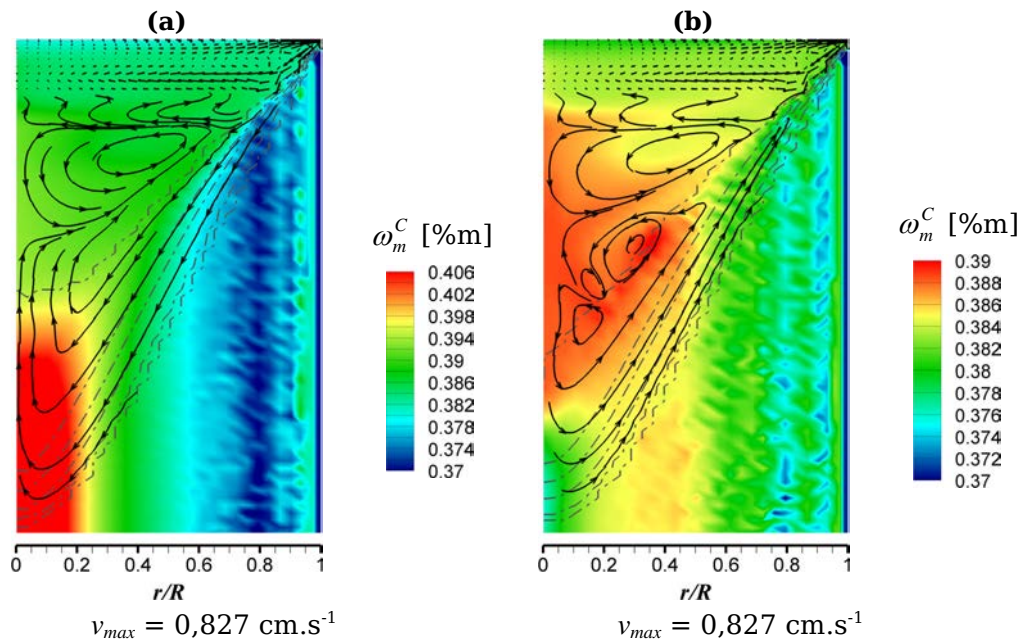 (a)
(b)
ω_m^C [%m]
0.406
0.402
0.398
0.394
0.39
0.386
0.382
0.378
0.374
0.37
ω_m^C [%m]
0.39
0.388
0.386
0.384
0.382
0.38
0.378
0.376
0.374
0.372
0.37
0 0.2 0.4 0.6 0.8 1
r/R
0 0.2 0.4 0.6 0.8 1
r/R
v_max = 0,827 cm.s⁻¹
v_max = 0,827 cm.s⁻¹